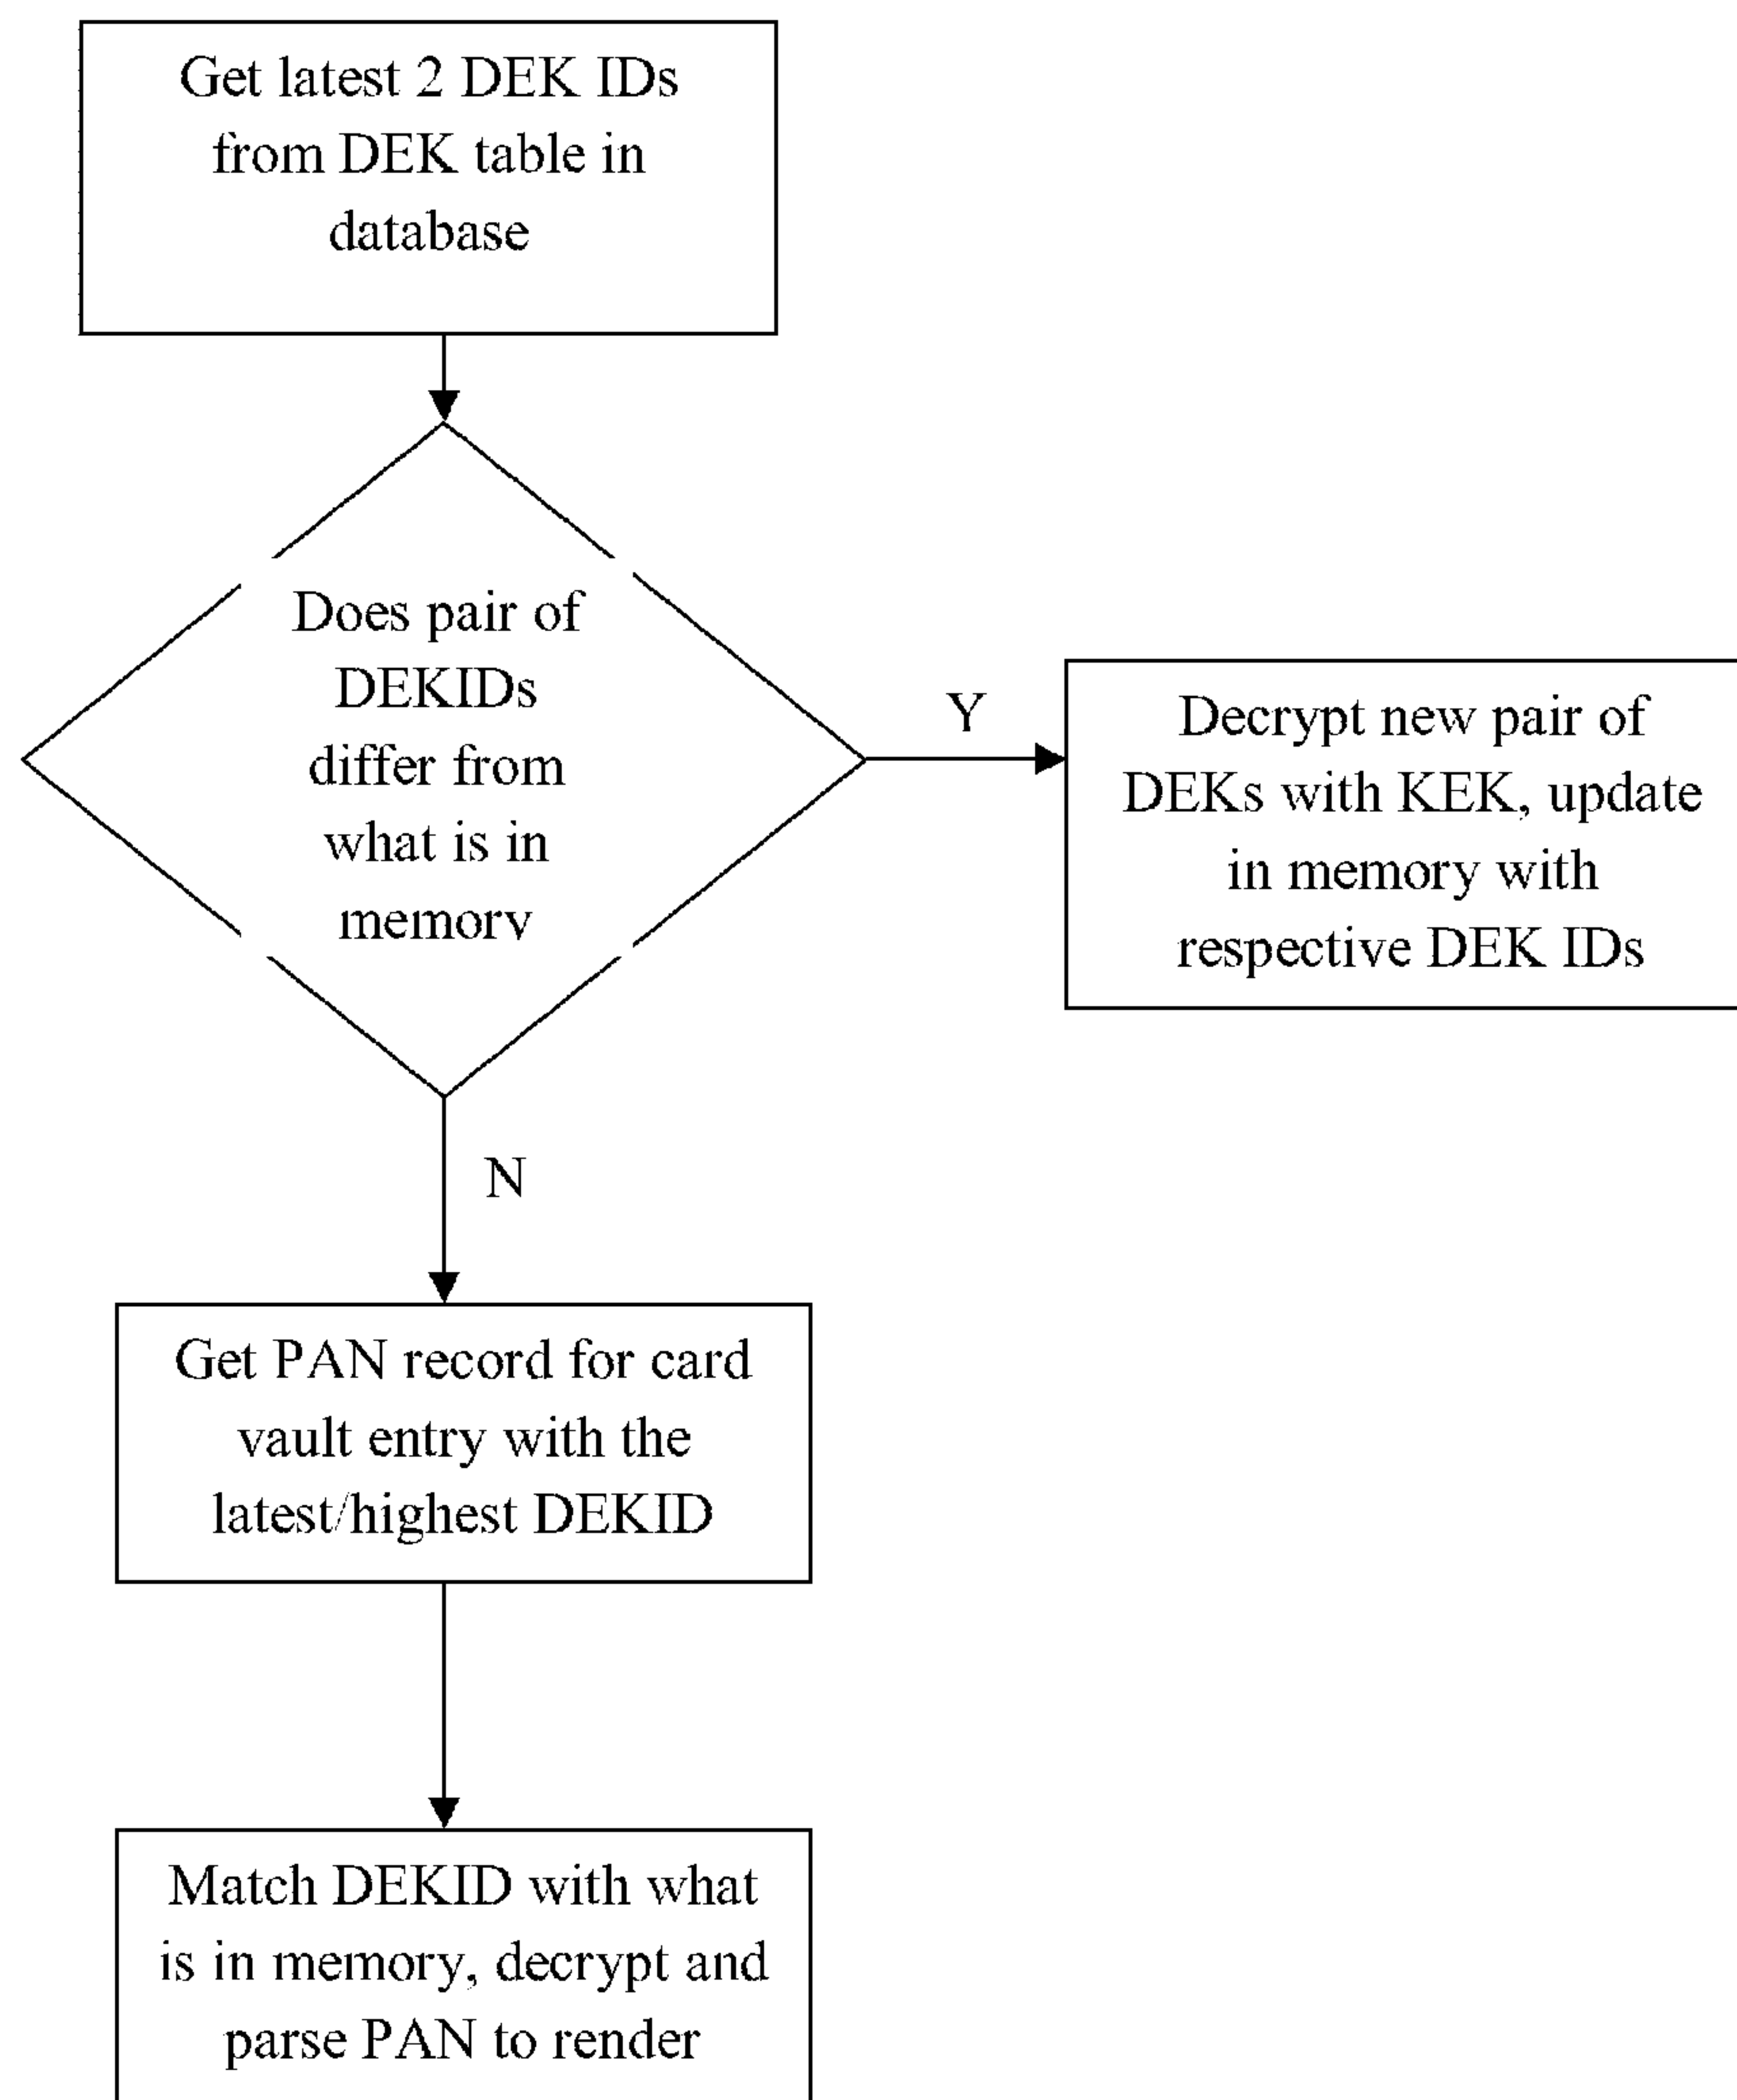 Get latest 2 DEK IDs
from DEK table in
database
Does pair of
DEKIDs
differ from
what is in
memory
Y
Decrypt new pair of
DEKs with KEK, update
in memory with
respective DEK IDs
N
Get PAN record for card
vault entry with the
latest/highest DEKID
Match DEKID with what
is in memory, decrypt and
parse PAN to render